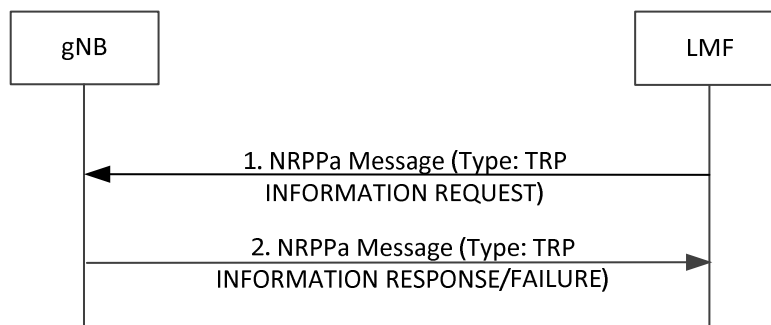 gNB
LMF
1. NRPPa Message (Type: TRP
INFORMATION REQUEST)
2. NRPPa Message (Type: TRP
INFORMATION RESPONSE/FAILURE)